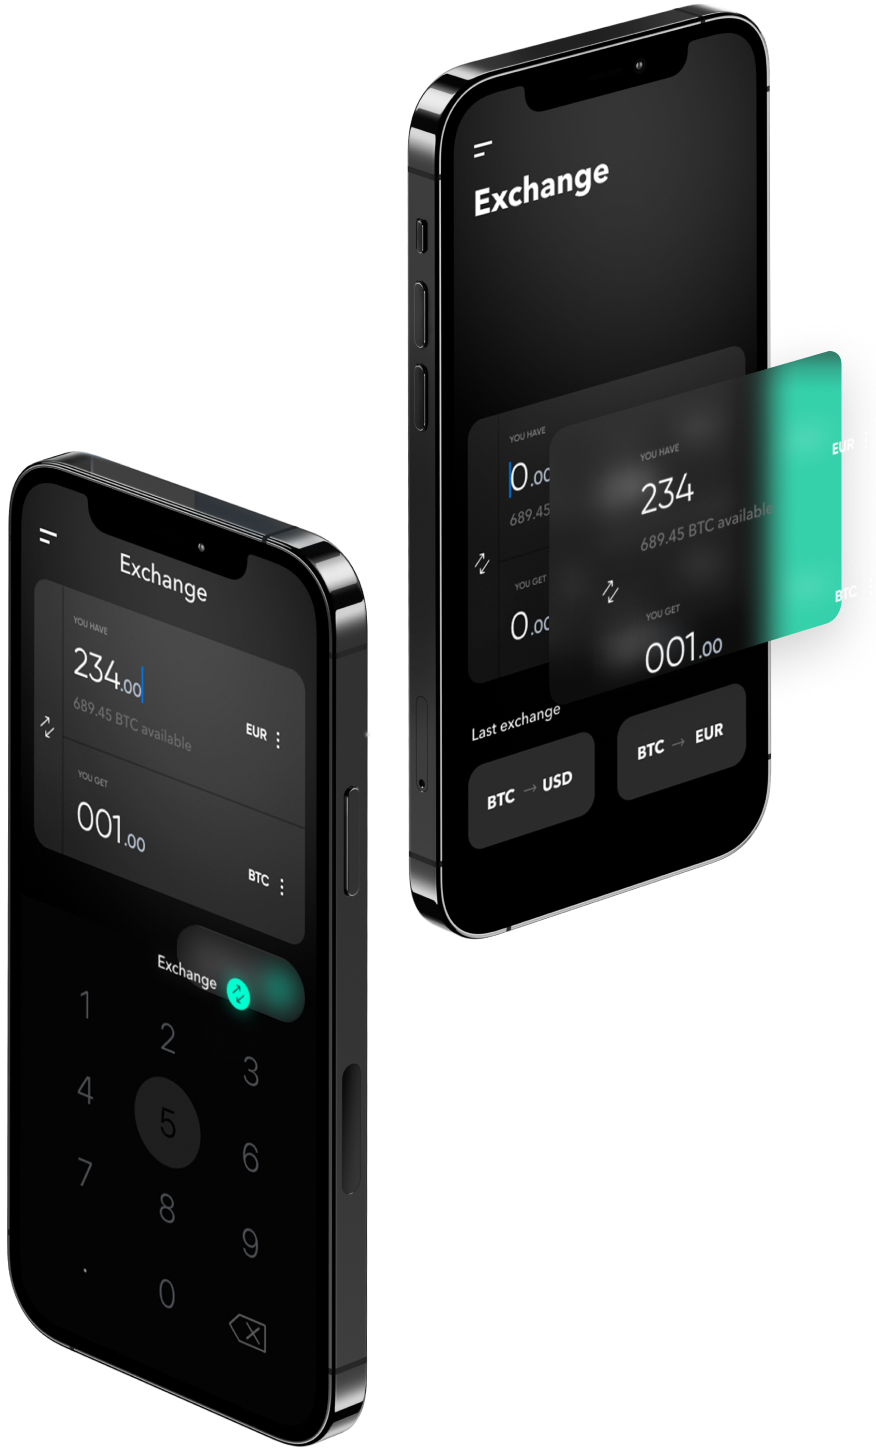 Exchange
YOU HAVE
0.00
689.45
YOU GET
0.00
YOU HAVE
234
689.45 BTC available
EUR
YOU GET
001.00
BTC
Last exchange
BTC → USD
BTC → EUR
Exchange
YOU HAVE
234.00
689.45 BTC available
EUR
YOU GET
001.00
BTC
Exchange
1
2
3
4
5
6
7
8
9
.
0